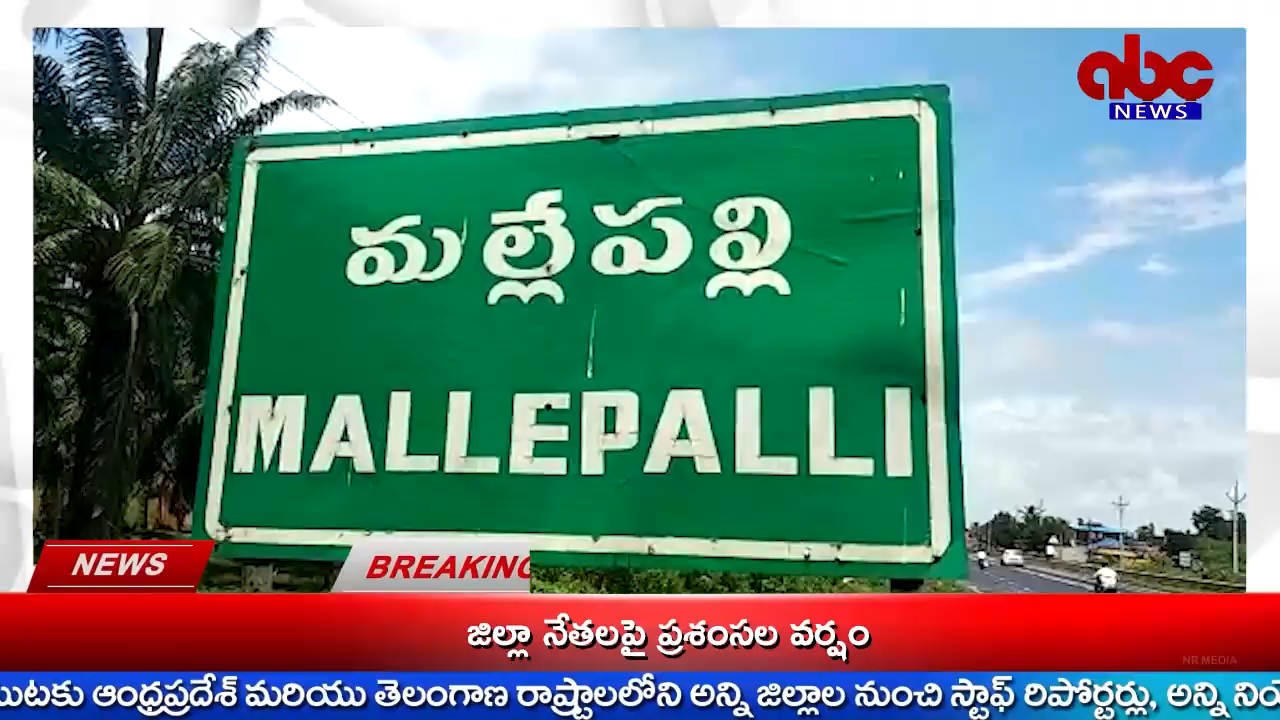 abc
NEWS
మల్లేపల్లి
MALLEPALLI
NEWS
BREAKING
జిల్లా నేతలపై ప్రశంసల వర్షం
NR MEDIA
ఆంధ్రప్రదేశ్ మరియు తెలంగాణ రాష్ట్రాలలోని అన్ని జిల్లాల నుంచి స్టాఫ్ రిపోర్టర్లు, అన్ని